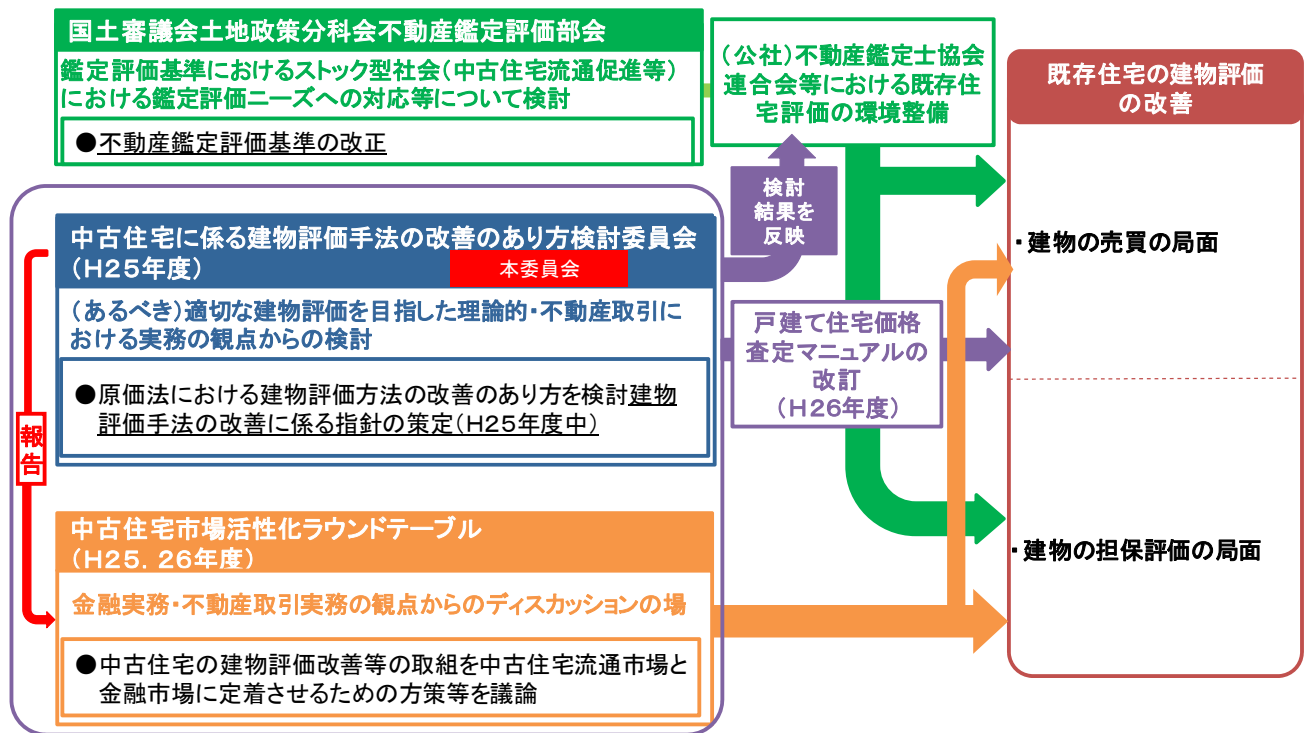 国土審議会土地政策分科会不動産鑑定評価部会
鑑定評価基準におけるストック型社会(中古住宅流通促進等)
における鑑定評価ニーズへの対応等について検討
●不動産鑑定評価基準の改正
(公社)不動産鑑定士協会
連合会等における既存住
宅評価の環境整備
検討
結果を
反映
中古住宅に係る建物評価手法の改善のあり方検討委員会
(H25年度)
本委員会
(あるべき)適切な建物評価を目指した理論的・不動産取引に
おける実務の観点からの検討
●原価法における建物評価方法の改善のあり方を検討建物
評価手法の改善に係る指針の策定(H25年度中)
戸建て住宅価格
査定マニュアルの
改訂
(H26年度)
報
告
中古住宅市場活性化ラウンドテーブル
(H25．26年度)
金融実務・不動産取引実務の観点からのディスカッションの場
●中古住宅の建物評価改善等の取組を中古住宅流通市場と
金融市場に定着させるための方策等を議論
既存住宅の建物評価
の改善
・建物の売買の局面
・建物の担保評価の局面